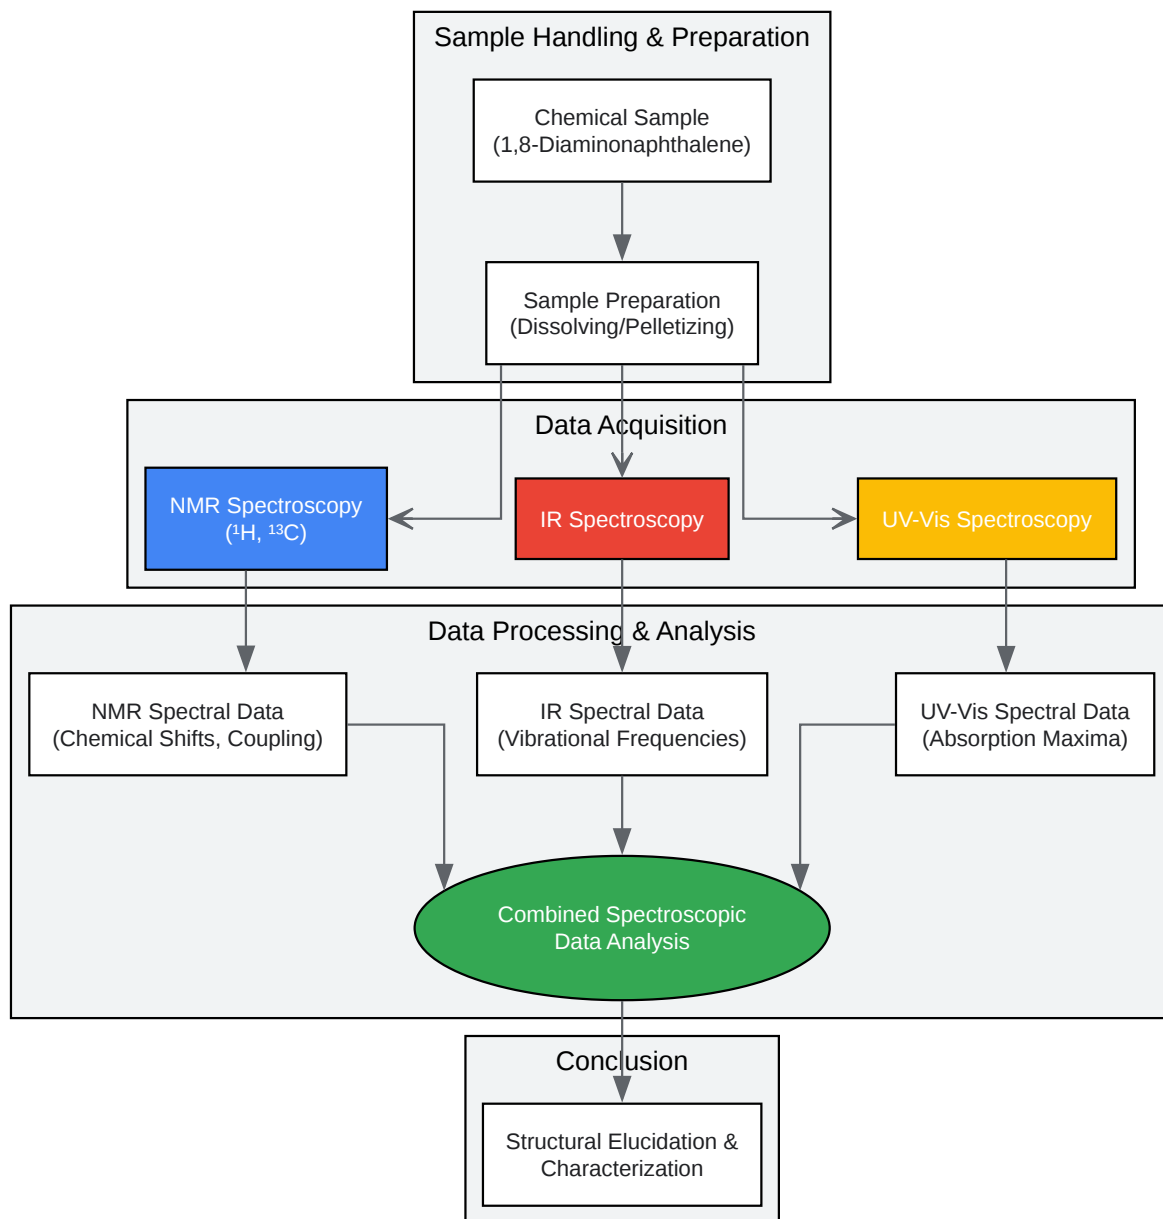 Sample Handling & Preparation
Chemical Sample
(1,8-Diaminonaphthalene)
Sample Preparation
(Dissolving/Pelletizing)
Data Acquisition
NMR Spectroscopy
(¹H, ¹³C)
IR Spectroscopy
UV-Vis Spectroscopy
Data Processing & Analysis
NMR Spectral Data
(Chemical Shifts, Coupling)
IR Spectral Data
(Vibrational Frequencies)
UV-Vis Spectral Data
(Absorption Maxima)
Combined Spectroscopic
Data Analysis
Conclusion
Structural Elucidation &
Characterization